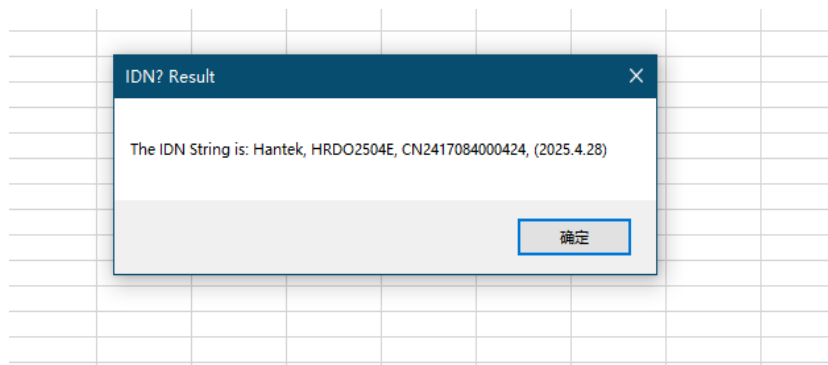 IDN? Result
The IDN String is: Hantek, HRDO2504E, CN2417084000424, (2025.4.28)
确定